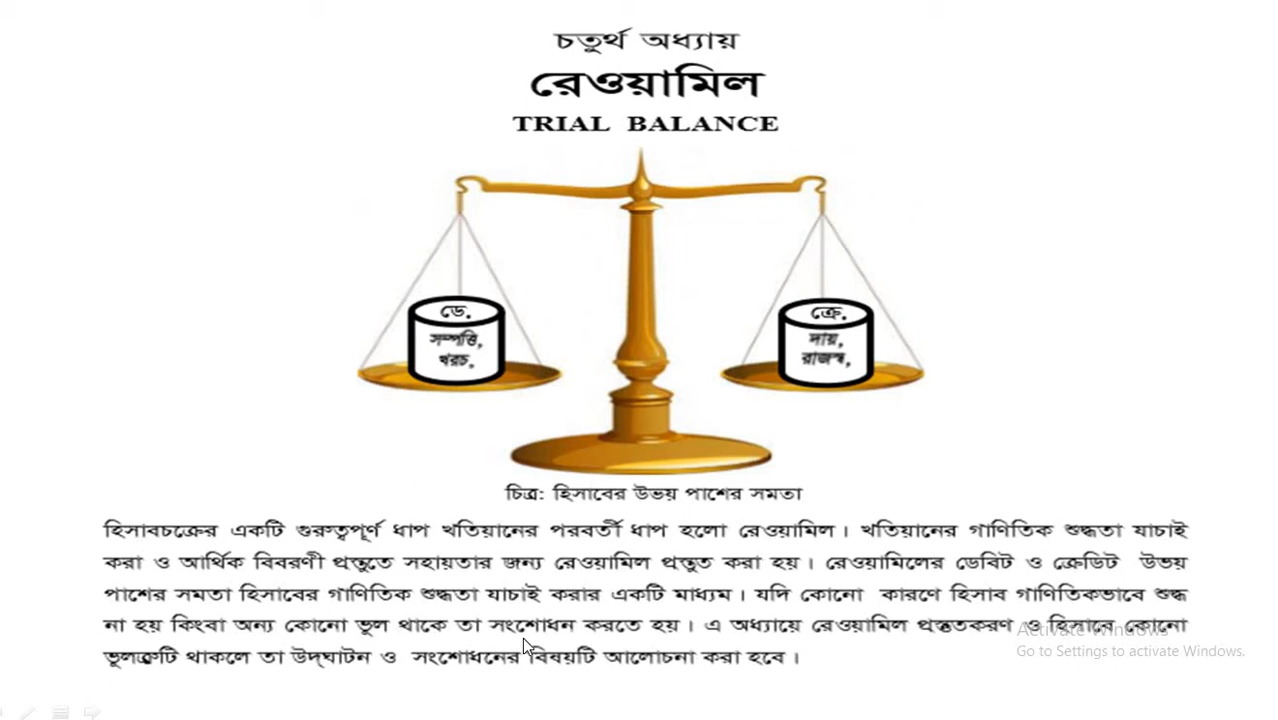 চতুর্থ অধ্যায়
রেওয়ামিল
TRIAL BALANCE
ডে.
সম্পত্তি,
খরচ,
ক্রে.
দায়,
রাজস্ব,
চিত্র: হিসাবের উভয় পাশের সমতা
হিসাবচক্রের একটি গুরুত্বপূর্ণ ধাপ খতিয়ানের পরবর্তী ধাপ হলো রেওয়ামিল। খতিয়ানের গাণিতিক শুদ্ধতা যাচাই
করা ও আর্থিক বিবরণী প্রস্তুতে সহায়তার জন্য রেওয়ামিল প্রস্তুত করা হয়। রেওয়ামিলের ডেবিট ও ক্রেডিট উভয়
পাশের সমতা হিসাবের গাণিতিক শুদ্ধতা যাচাই করার একটি মাধ্যম। যদি কোনো কারণে হিসাব গাণিতিকভাবে শুদ্ধ
না হয় কিংবা অন্য কোনো ভুল থাকে তা সংশোধন করতে হয়। এ অধ্যায়ে রেওয়ামিল প্রস্তুতকরণ ও হিসাবে কোনো
ভুলত্রুটি থাকলে তা উদ্‌ঘাটন ও সংশোধনের বিষয়টি আলোচনা করা হবে।
Activate Windows
Go to Settings to activate Windows.